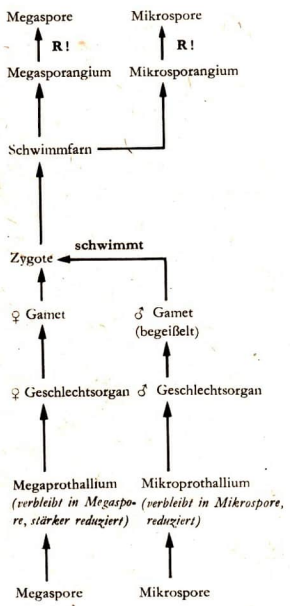 Megaspore Mikrospore
R! R!
Megasporangium Mikrosporangium
Schwimmfarn
schwimmt
Zygote
♀ Gamet ♂ Gamet
(begeißelt)
♀ Geschlechtsorgan ♂ Geschlechtsorgan
Megaprothallium Mikroprothallium
(verbleibt in Megaspo- (verbleibt in Mikrospore,
re, stärker reduziert) reduziert)
Megaspore Mikrospore